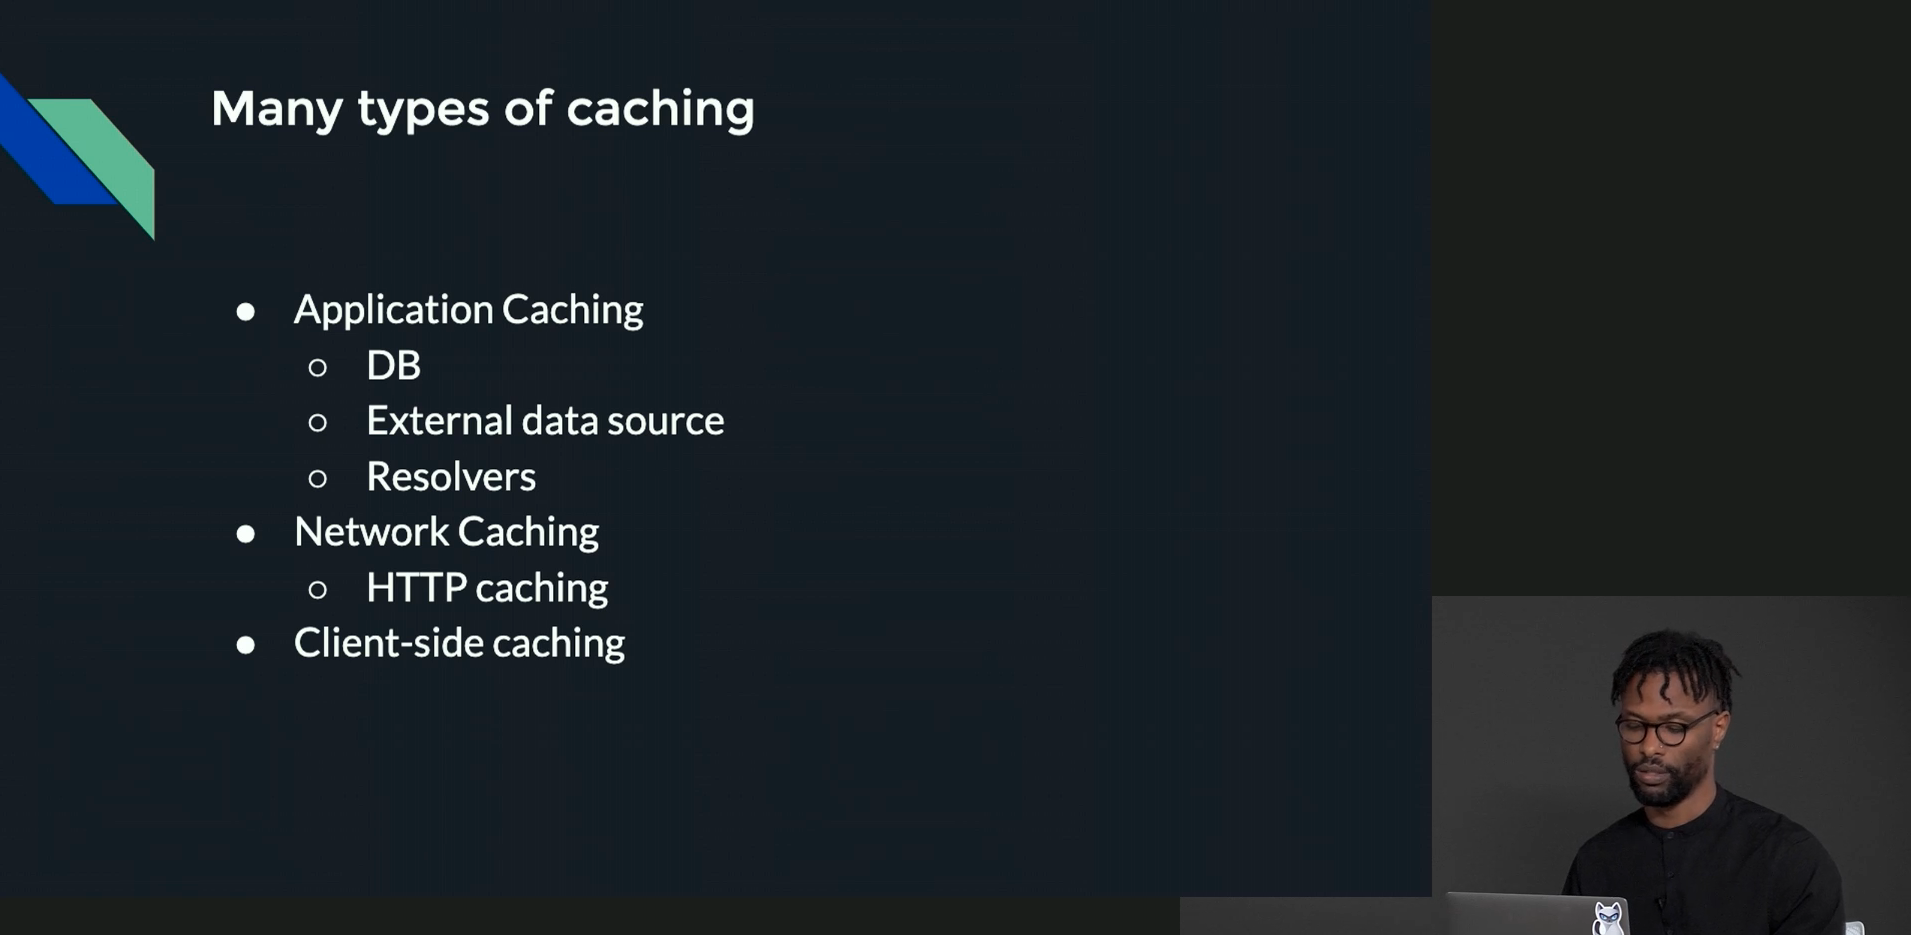 Many types of caching
● Application Caching
○ DB
○ External data source
○ Resolvers
● Network Caching
○ HTTP caching
● Client-side caching